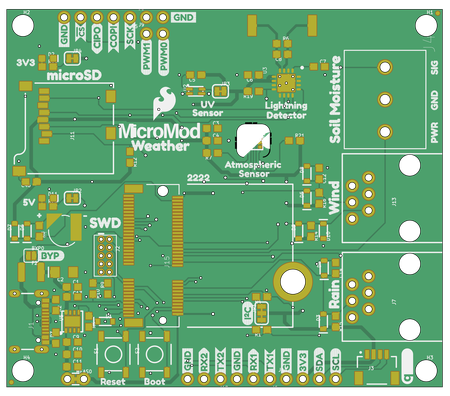 GND
GND
CS
CIPO
COPI
SCK
PWM1
PWM0
3V3
microSD
UV
Sensor
Lightning
Detector
Soil Moisture
SIG
GND
PWR
MicroMod
Weather
Atmospheric
Sensor
2222
Wind
5V
SWD
BYP
Rain
I²C
Reset
Boot
GND
RX2
TX2
GND
RX1
TX1
GND
3V3
SDA
SCL